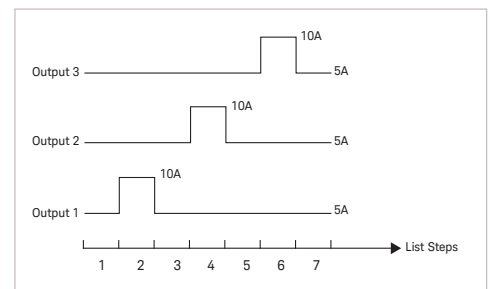 10A
Output 3
5A
10A
Output 2
5A
10A
Output 1
5A
List Steps
1 2 3 4 5 6 7